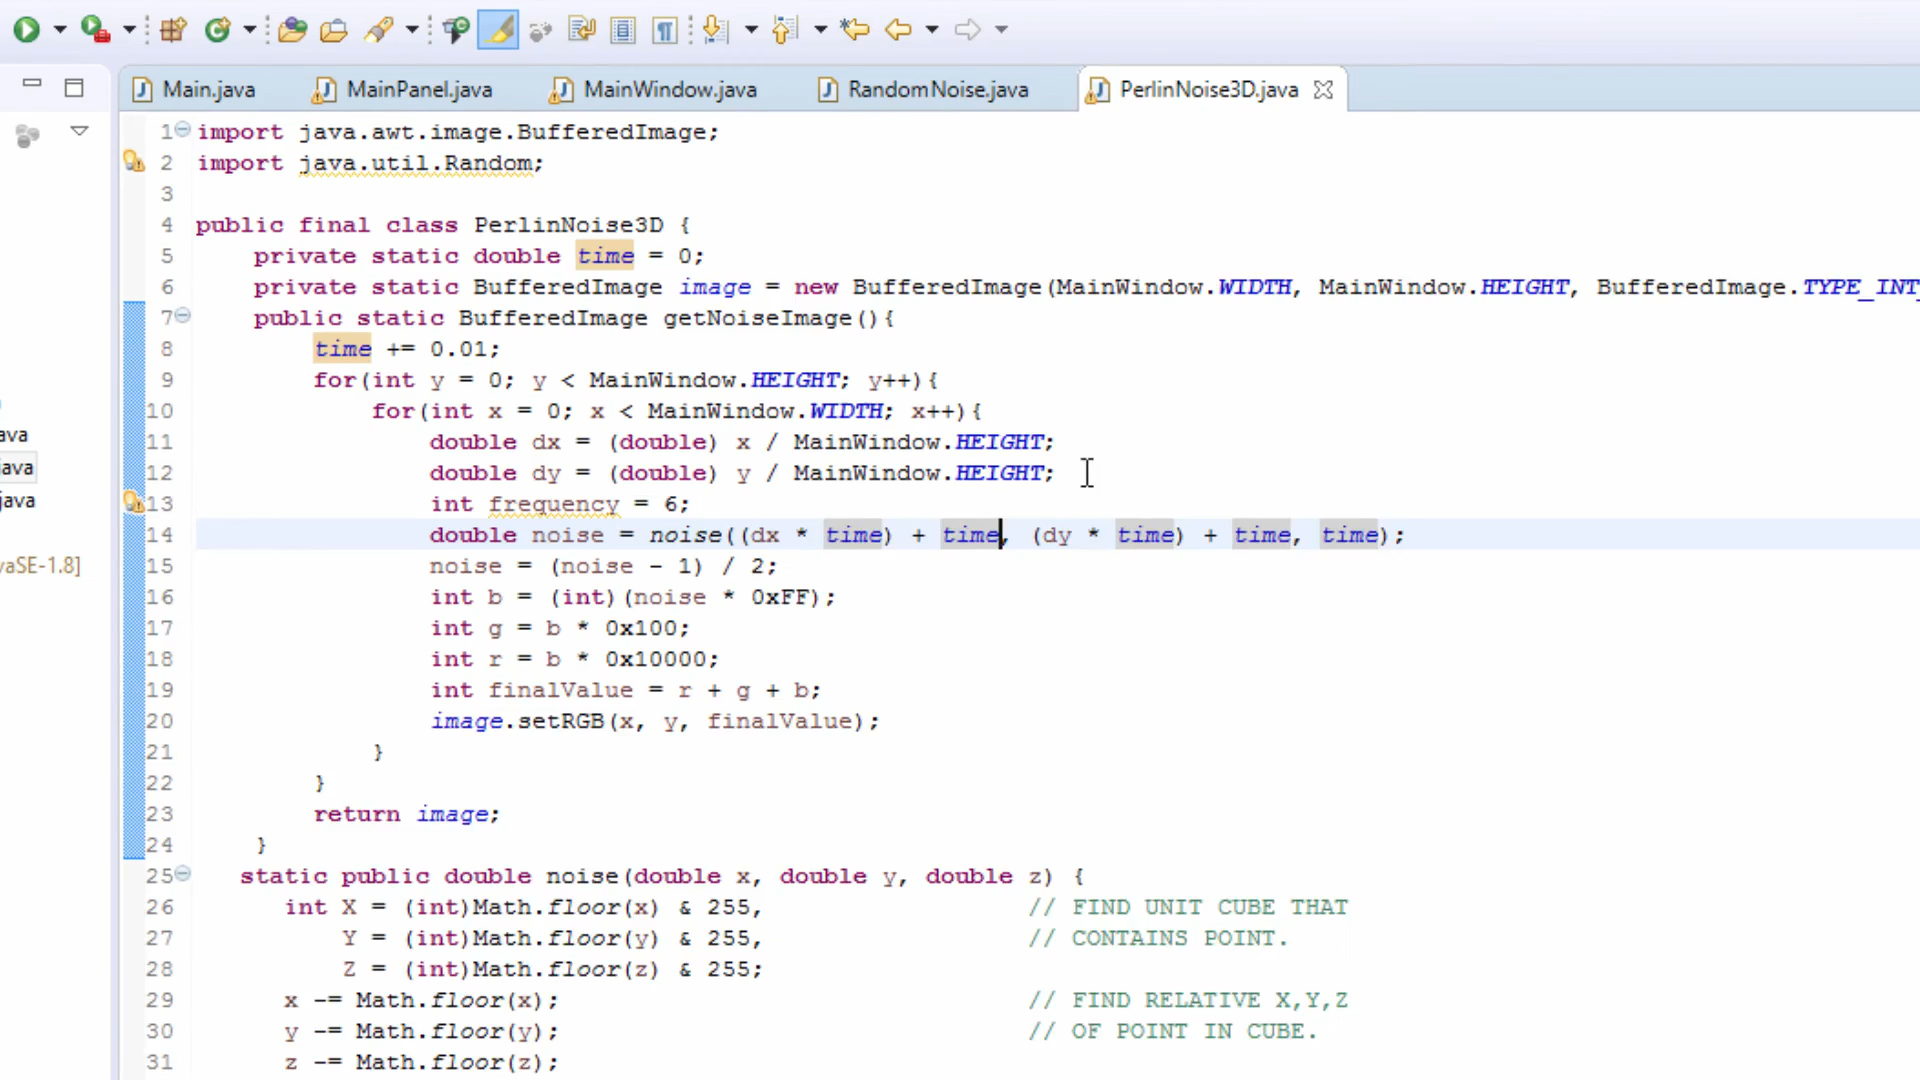 Main.java MainPanel.java MainWindow.java RandomNoise.java PerlinNoise3D.java
1 import java.awt.image.BufferedImage;
2 import java.util.Random;
3
4 public final class PerlinNoise3D {
5 private static double time = 0;
6 private static BufferedImage image = new BufferedImage(MainWindow.WIDTH, MainWindow.HEIGHT, BufferedImage.TYPE_INT_
7 public static BufferedImage getNoiseImage(){
8 time += 0.01;
9 for(int y = 0; y < MainWindow.HEIGHT; y++){
10 for(int x = 0; x < MainWindow.WIDTH; x++){
11 double dx = (double) x / MainWindow.HEIGHT;
12 double dy = (double) y / MainWindow.HEIGHT;
13 int frequency = 6;
14 double noise = noise((dx * time) + time, (dy * time) + time, time);
15 noise = (noise - 1) / 2;
16 int b = (int)(noise * 0xFF);
17 int g = b * 0x100;
18 int r = b * 0x10000;
19 int finalValue = r + g + b;
20 image.setRGB(x, y, finalValue);
21 }
22 }
23 return image;
24 }
25 static public double noise(double x, double y, double z) {
26 int X = (int)Math.floor(x) & 255, // FIND UNIT CUBE THAT
27 Y = (int)Math.floor(y) & 255, // CONTAINS POINT.
28 Z = (int)Math.floor(z) & 255;
29 x -= Math.floor(x); // FIND RELATIVE X,Y,Z
30 y -= Math.floor(y); // OF POINT IN CUBE.
31 z -= Math.floor(z);
ava
java
java
aSE-1.8]